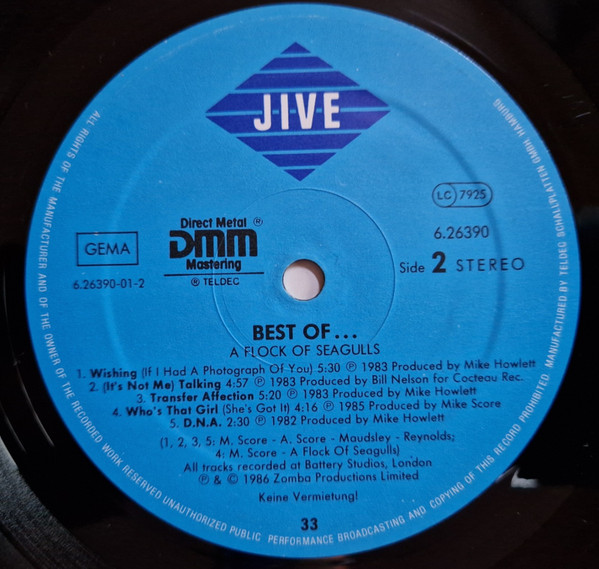 JIVE
LC 7925
6.26390
Side 2 STEREO
GEMA
6.26390-01-2
Direct Metal ®
DMM
Mastering
® TELDEC
BEST OF...
A FLOCK OF SEAGULLS
1. Wishing (If I Had A Photograph Of You) 5:30 ℗ 1983 Produced by Mike Howlett
2. (It's Not Me) Talking 4:57 ℗ 1983 Produced by Bill Nelson for Cocteau Rec.
3. Transfer Affection 5:20 ℗ 1983 Produced by Mike Howlett
4. Who's That Girl (She's Got It) 4:16 ℗ 1985 Produced by Mike Score
5. D.N.A. 2:30 ℗ 1982 Produced by Mike Howlett
(1, 2, 3, 5: M. Score - A. Score - Maudsley - Reynolds;
4: M. Score - A Flock Of Seagulls)
All tracks recorded at Battery Studios, London
℗ & © 1986 Zomba Productions Limited
Keine Vermietung!
33
ALL RIGHTS OF THE MANUFACTURER AND OF THE OWNER OF THE RECORDED WORK RESERVED UNAUTHORIZED PUBLIC PERFORMANCE BROADCASTING AND COPYING OF THIS RECORD PROHIBITED. MANUFACTURED BY TELDEC SCHALLPLATTEN GMBH, HAMBURG